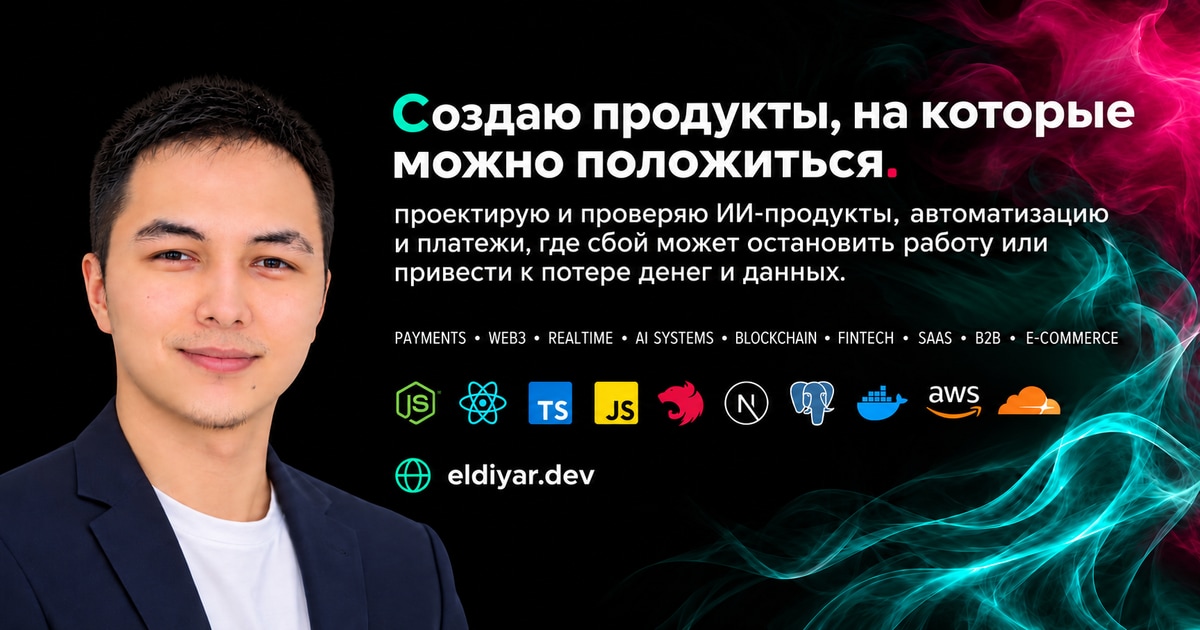 Создаю продукты, на которые
можно положиться.
проектирую и проверяю ИИ-продукты, автоматизацию
и платежи, где сбой может остановить работу или
привести к потере денег и данных.
PAYMENTS • WEB3 • REALTIME • AI SYSTEMS • BLOCKCHAIN • FINTECH • SAAS • B2B • E-COMMERCE
JS TS JS N aws
eldiyar.dev